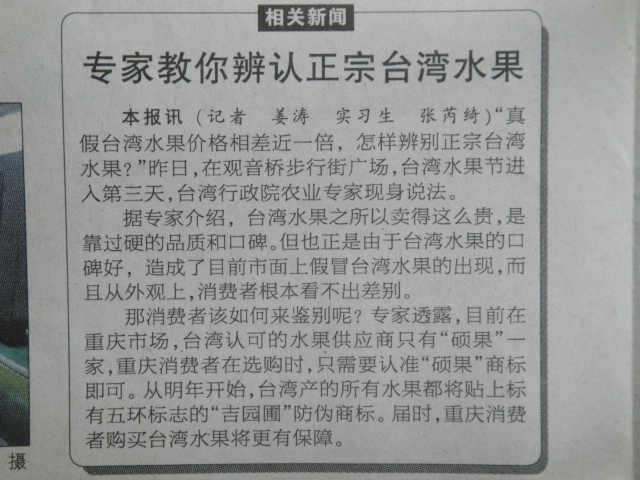 相关新闻
专家教你辨认正宗台湾水果
本报讯（记者 姜涛 实习生 张芮绮）“真
假台湾水果价格相差近一倍，怎样辨别正宗台湾
水果？”昨日，在观音桥步行街广场，台湾水果节进
入第三天，台湾行政院农业专家现身说法。
据专家介绍，台湾水果之所以卖得这么贵，是
靠过硬的品质和口碑。但也正是由于台湾水果的口
碑好，造成了目前市面上假冒台湾水果的出现，而
且从外观上，消费者根本看不出差别。
那消费者该如何来鉴别呢？专家透露，目前在
重庆市场，台湾认可的水果供应商只有“硕果”一
家，重庆消费者在选购时，只需要认准“硕果”商标
即可。从明年开始，台湾产的所有水果都将贴上标
有五环标志的“吉园圃”防伪商标。届时，重庆消费
者购买台湾水果将更有保障。
摄